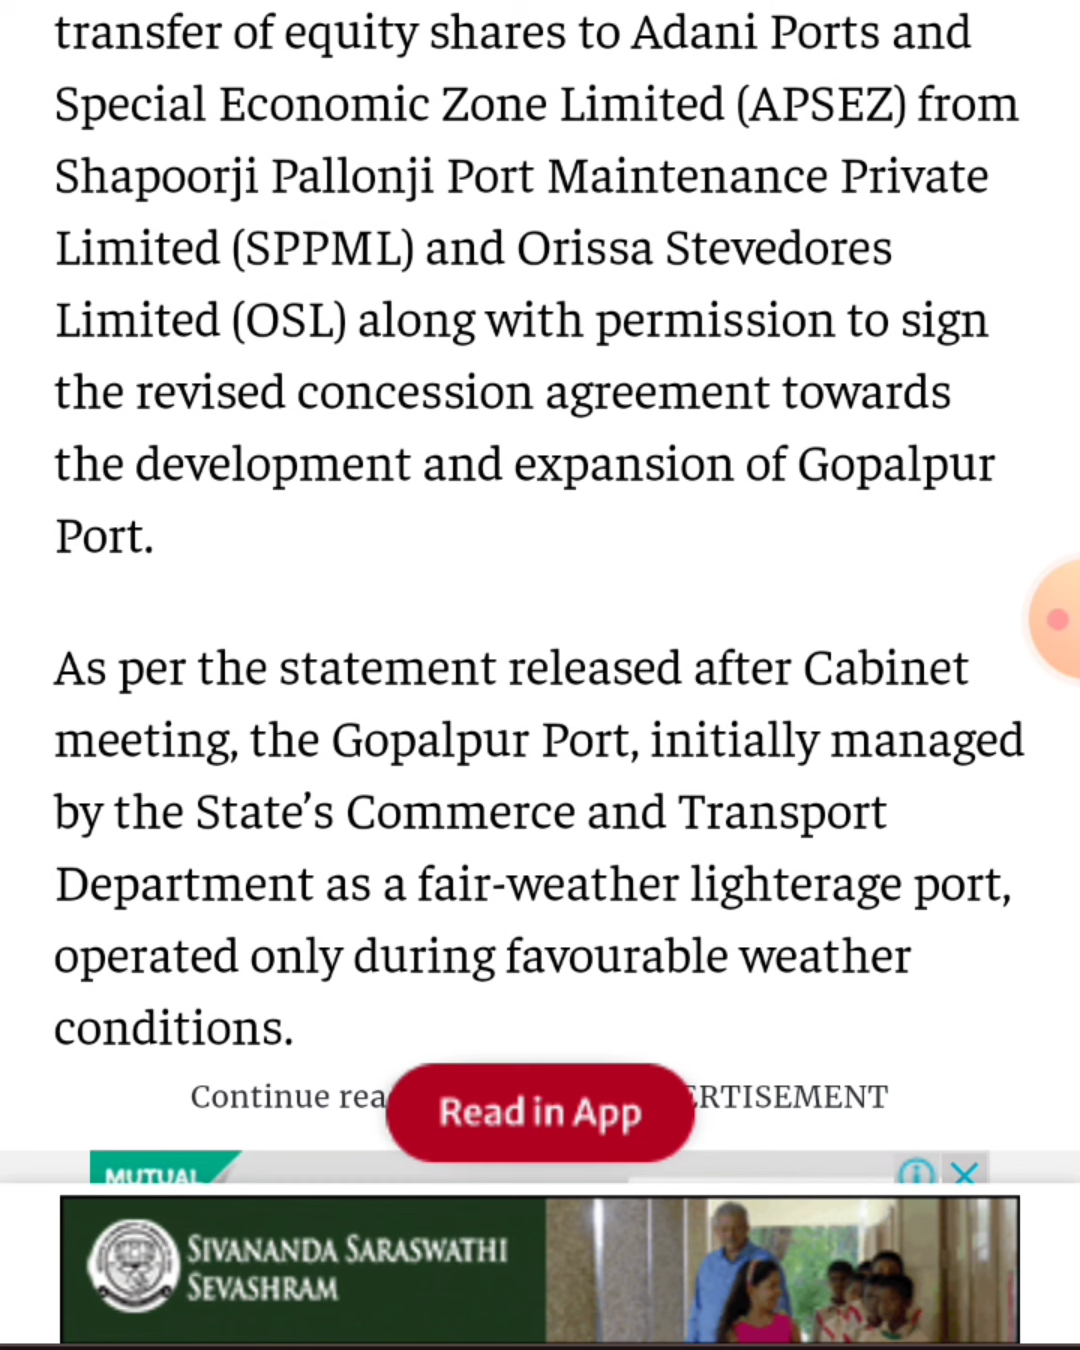 transfer of equity shares to Adani Ports and
Special Economic Zone Limited (APSEZ) from
Shapoorji Pallonji Port Maintenance Private
Limited (SPPML) and Orissa Stevedores
Limited (OSL) along with permission to sign
the revised concession agreement towards
the development and expansion of Gopalpur
Port.
As per the statement released after Cabinet
meeting, the Gopalpur Port, initially managed
by the State’s Commerce and Transport
Department as a fair-weather lighterage port,
operated only during favourable weather
conditions.
Continue rea
Read in App
ERTISEMENT
MUTUAL
SIVANANDA SARASWATHI
SEVASHRAM